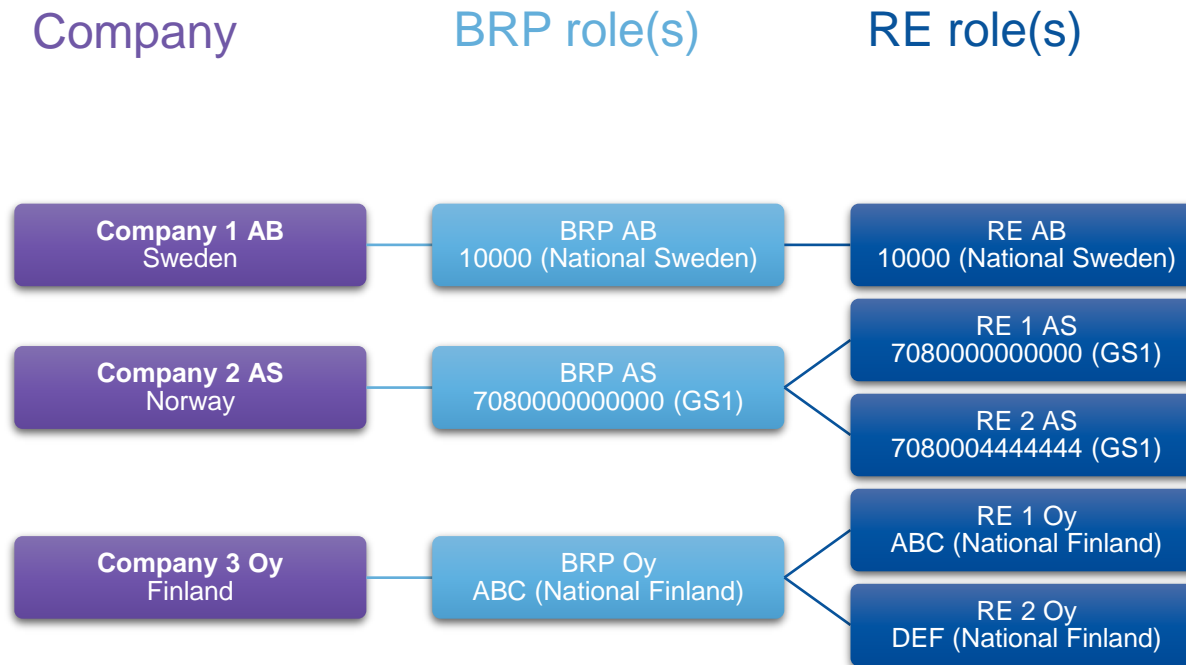 Company
BRP role(s)
RE role(s)
Company 1 AB
Sweden
BRP AB
10000 (National Sweden)
RE AB
10000 (National Sweden)
Company 2 AS
Norway
BRP AS
7080000000000 (GS1)
RE 1 AS
7080000000000 (GS1)
RE 2 AS
7080004444444 (GS1)
Company 3 Oy
Finland
BRP Oy
ABC (National Finland)
RE 1 Oy
ABC (National Finland)
RE 2 Oy
DEF (National Finland)